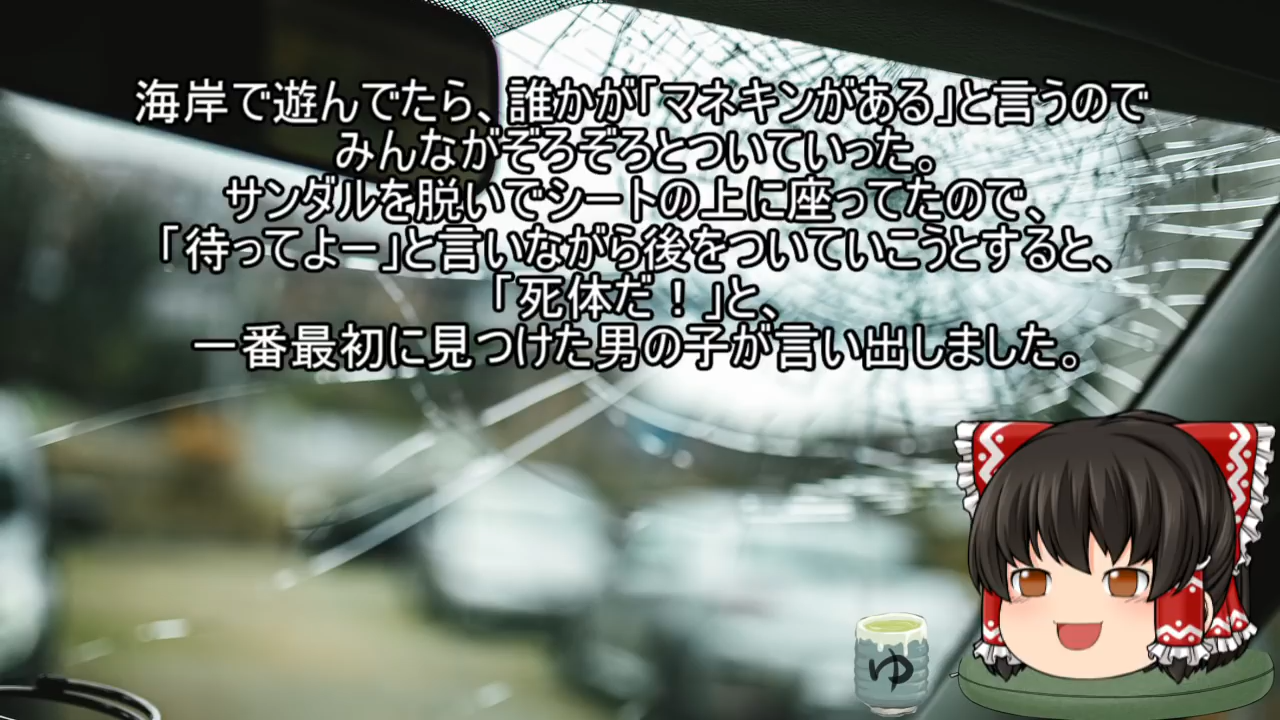 海岸で遊んでたら、誰かが「マネキンがある」と言うので
みんながぞろぞろとついていった。
サンダルを脱いでシートの上に座ってたので、
「待ってよー」と言いながら後をついていこうとすると、
「死体だ！」と、
一番最初に見つけた男の子が言い出しました。
ゆ